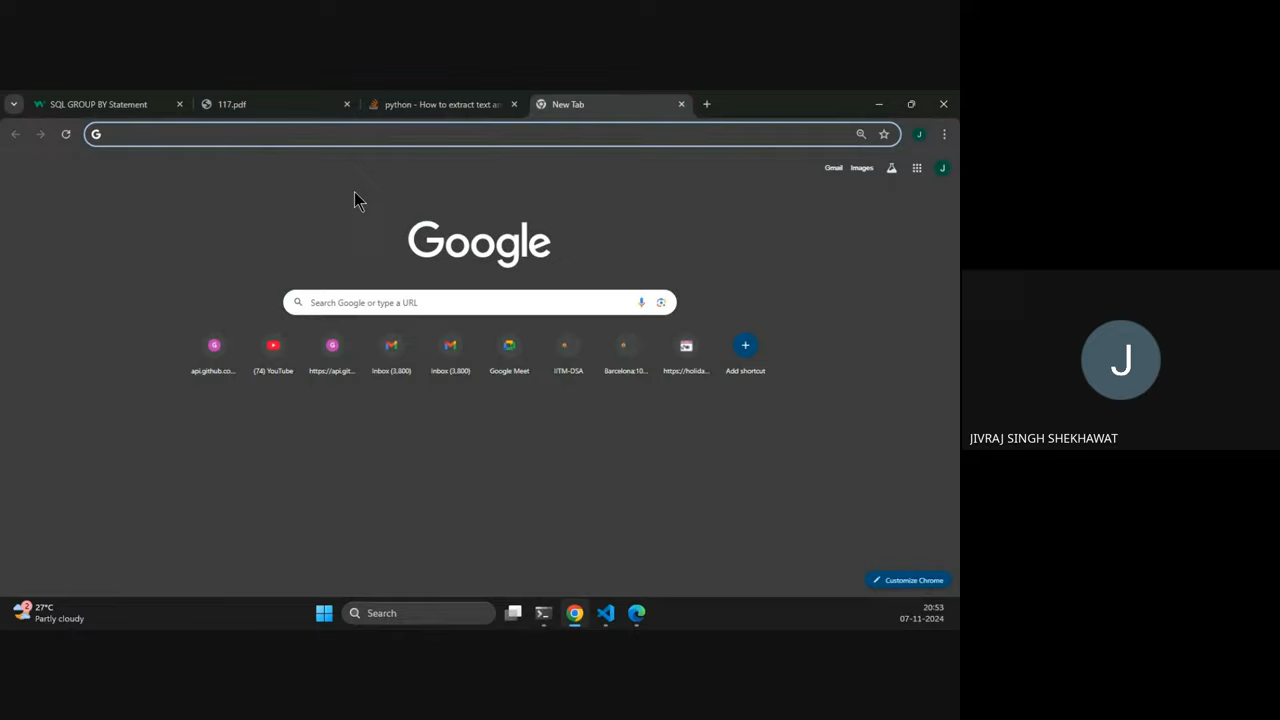 SQL GROUP BY Statement
117.pdf
python - How to extract text an
New Tab
G
J
Gmail
Images
J
Google
Search Google or type a URL
G
G
api.github.co...
(74) YouTube
https://api.git...
Inbox (3,800)
Inbox (3,800)
Google Meet
IITM-DSA
Barcelona:10...
https://holida...
Add shortcut
J
JIVRAJ SINGH SHEKHAWAT
Customize Chrome
2
27°C
Partly cloudy
Search
20:53
07-11-2024